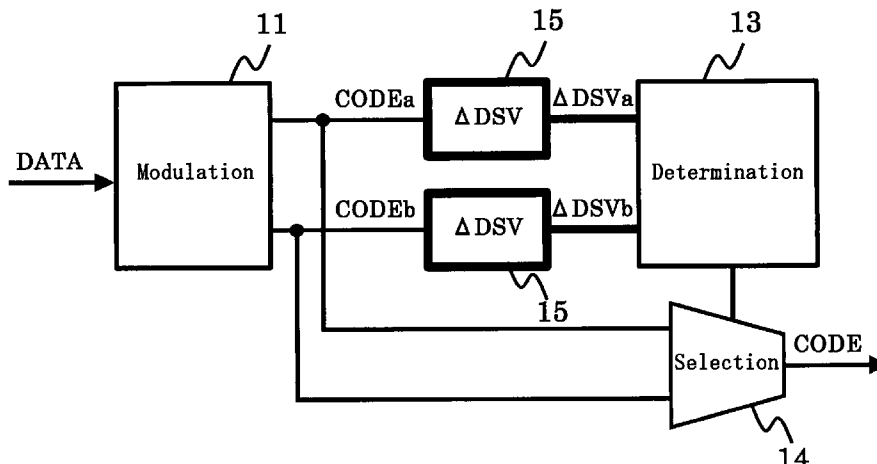 11
15
13
CODEa
ΔDSV
ΔDSVa
DATA
Modulation
Determination
CODEb
ΔDSV
ΔDSVb
15
Selection
CODE
14